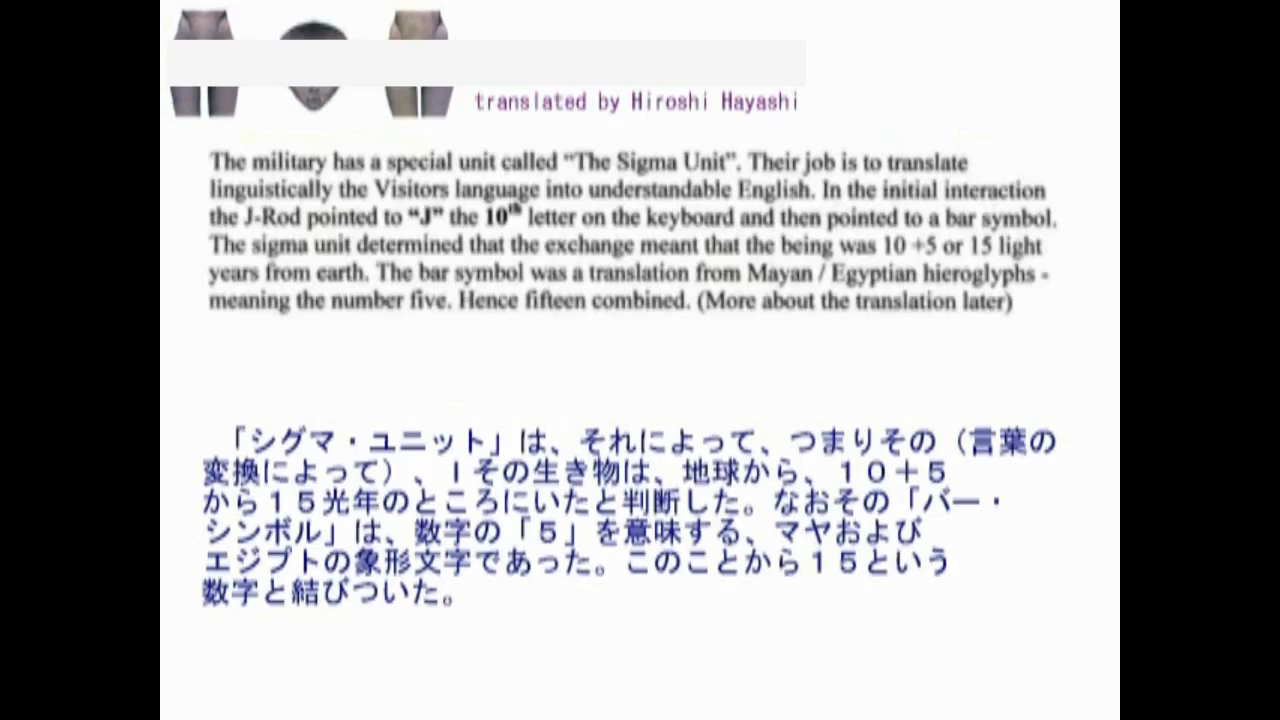 translated by Hiroshi Hayashi
The military has a special unit called “The Sigma Unit”. Their job is to translate
linguistically the Visitors language into understandable English. In the initial interaction
the J-Rod pointed to “J” the 10th letter on the keyboard and then pointed to a bar symbol.
The sigma unit determined that the exchange meant that the being was 10 +5 or 15 light
years from earth. The bar symbol was a translation from Mayan / Egyptian hieroglyphs -
meaning the number five. Hence fifteen combined. (More about the translation later)
「シグマ・ユニット」は、それによって、つまりその（言葉の
変換によって）、Ｉその生き物は、地球から、１０＋５
から１５光年のところにいたと判断した。なおその「バー・
シンボル」は、数字の「５」を意味する、マヤおよび
エジプトの象形文字であった。このことから１５という
数字と結びついた。